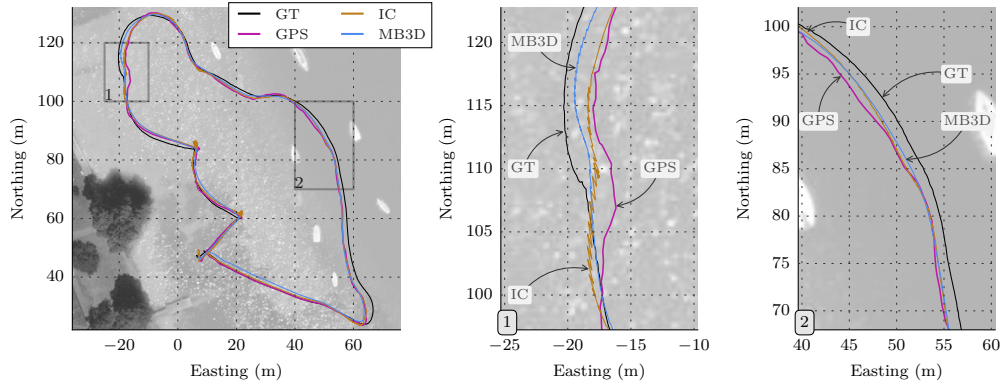 GT
GPS
IC
MB3D
120
100
80
60
40
−20
0
20
40
60
Northing (m)
Easting (m)
1
2
120
115
110
105
100
−25
−20
−15
−10
Northing (m)
Easting (m)
MB3D
GT
GPS
IC
1
100
95
90
85
80
75
70
40
45
50
55
60
Northing (m)
Easting (m)
IC
GT
GPS
MB3D
2